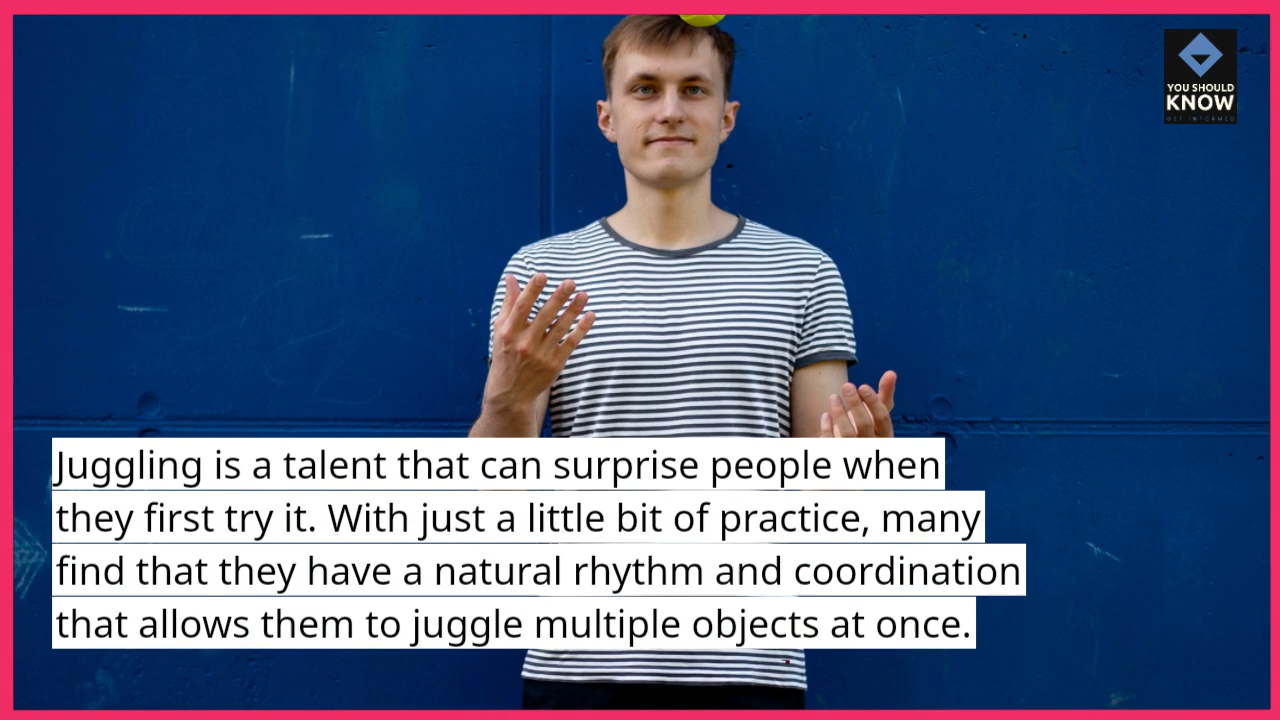 YOU SHOULD
KNOW
GET INFORMED
Juggling is a talent that can surprise people when
they first try it. With just a little bit of practice, many
find that they have a natural rhythm and coordination
that allows them to juggle multiple objects at once.